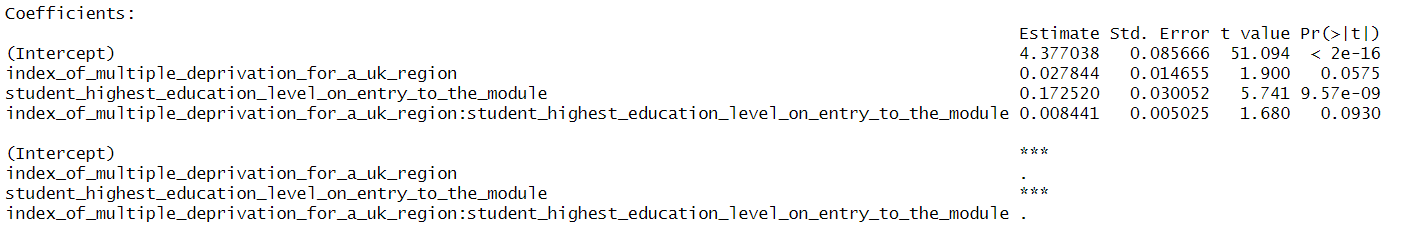 Coefficients:
Estimate Std. Error t value Pr(>|t|)
(Intercept) 4.377038 0.085666 51.094 < 2e-16
index_of_multiple_deprivation_for_a_uk_region 0.027844 0.014655 1.900 0.0575
student_highest_education_level_on_entry_to_the_module 0.172520 0.030052 5.741 9.57e-09
index_of_multiple_deprivation_for_a_uk_region:student_highest_education_level_on_entry_to_the_module 0.008441 0.005025 1.680 0.0930
(Intercept) ***
index_of_multiple_deprivation_for_a_uk_region .
student_highest_education_level_on_entry_to_the_module ***
index_of_multiple_deprivation_for_a_uk_region:student_highest_education_level_on_entry_to_the_module .